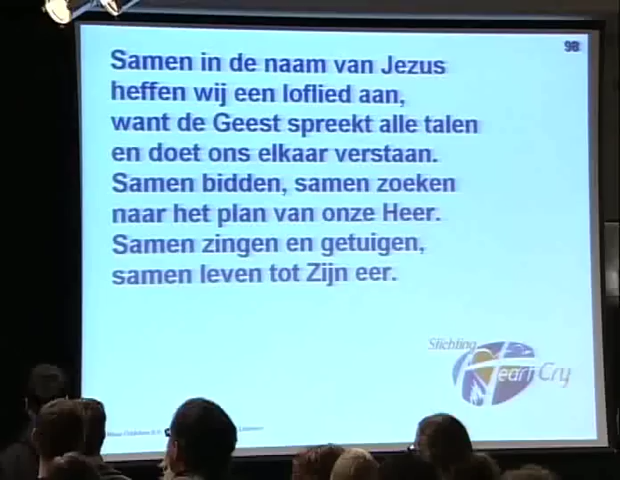 98
Samen in de naam van Jezus
heffen wij een loflied aan,
want de Geest spreekt alle talen
en doet ons elkaar verstaan.
Samen bidden, samen zoeken
naar het plan van onze Heer.
Samen zingen en getuigen,
samen leven tot Zijn eer.
Stichting
Heart Cry